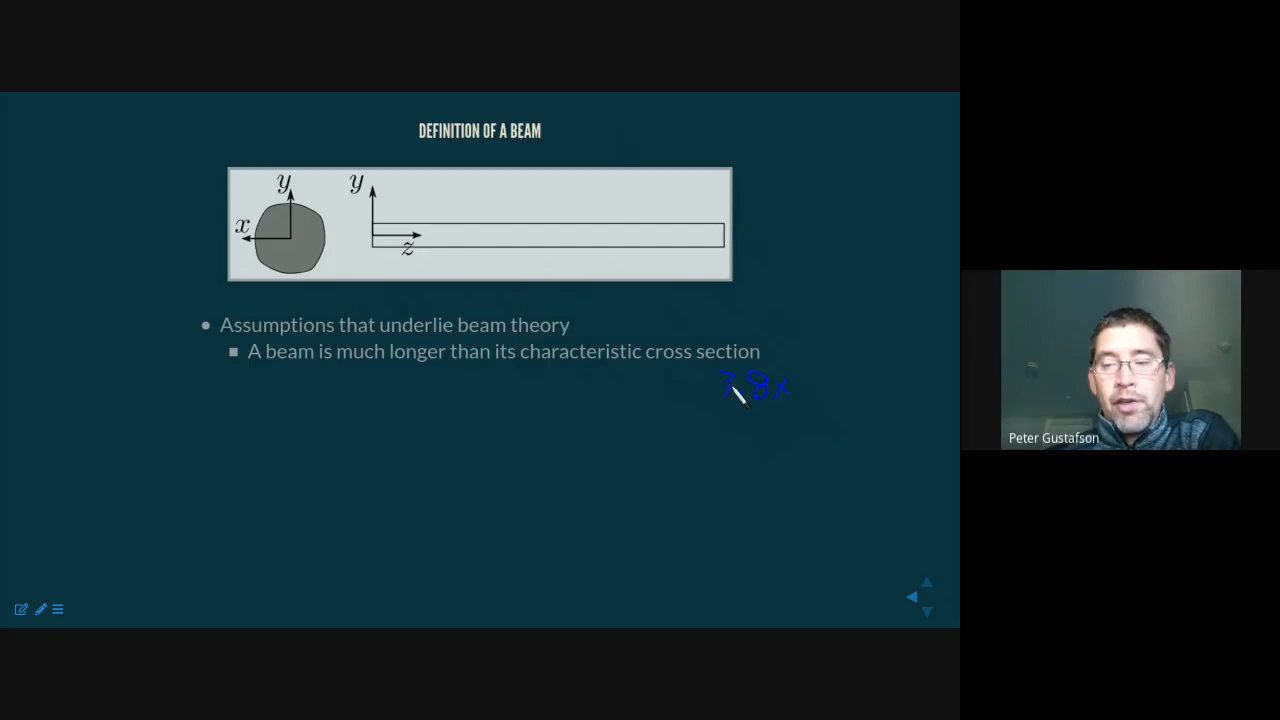 DEFINITION OF A BEAM
y
y
x
z
Assumptions that underlie beam theory
A beam is much longer than its characteristic cross section
8x
Peter Gustafson